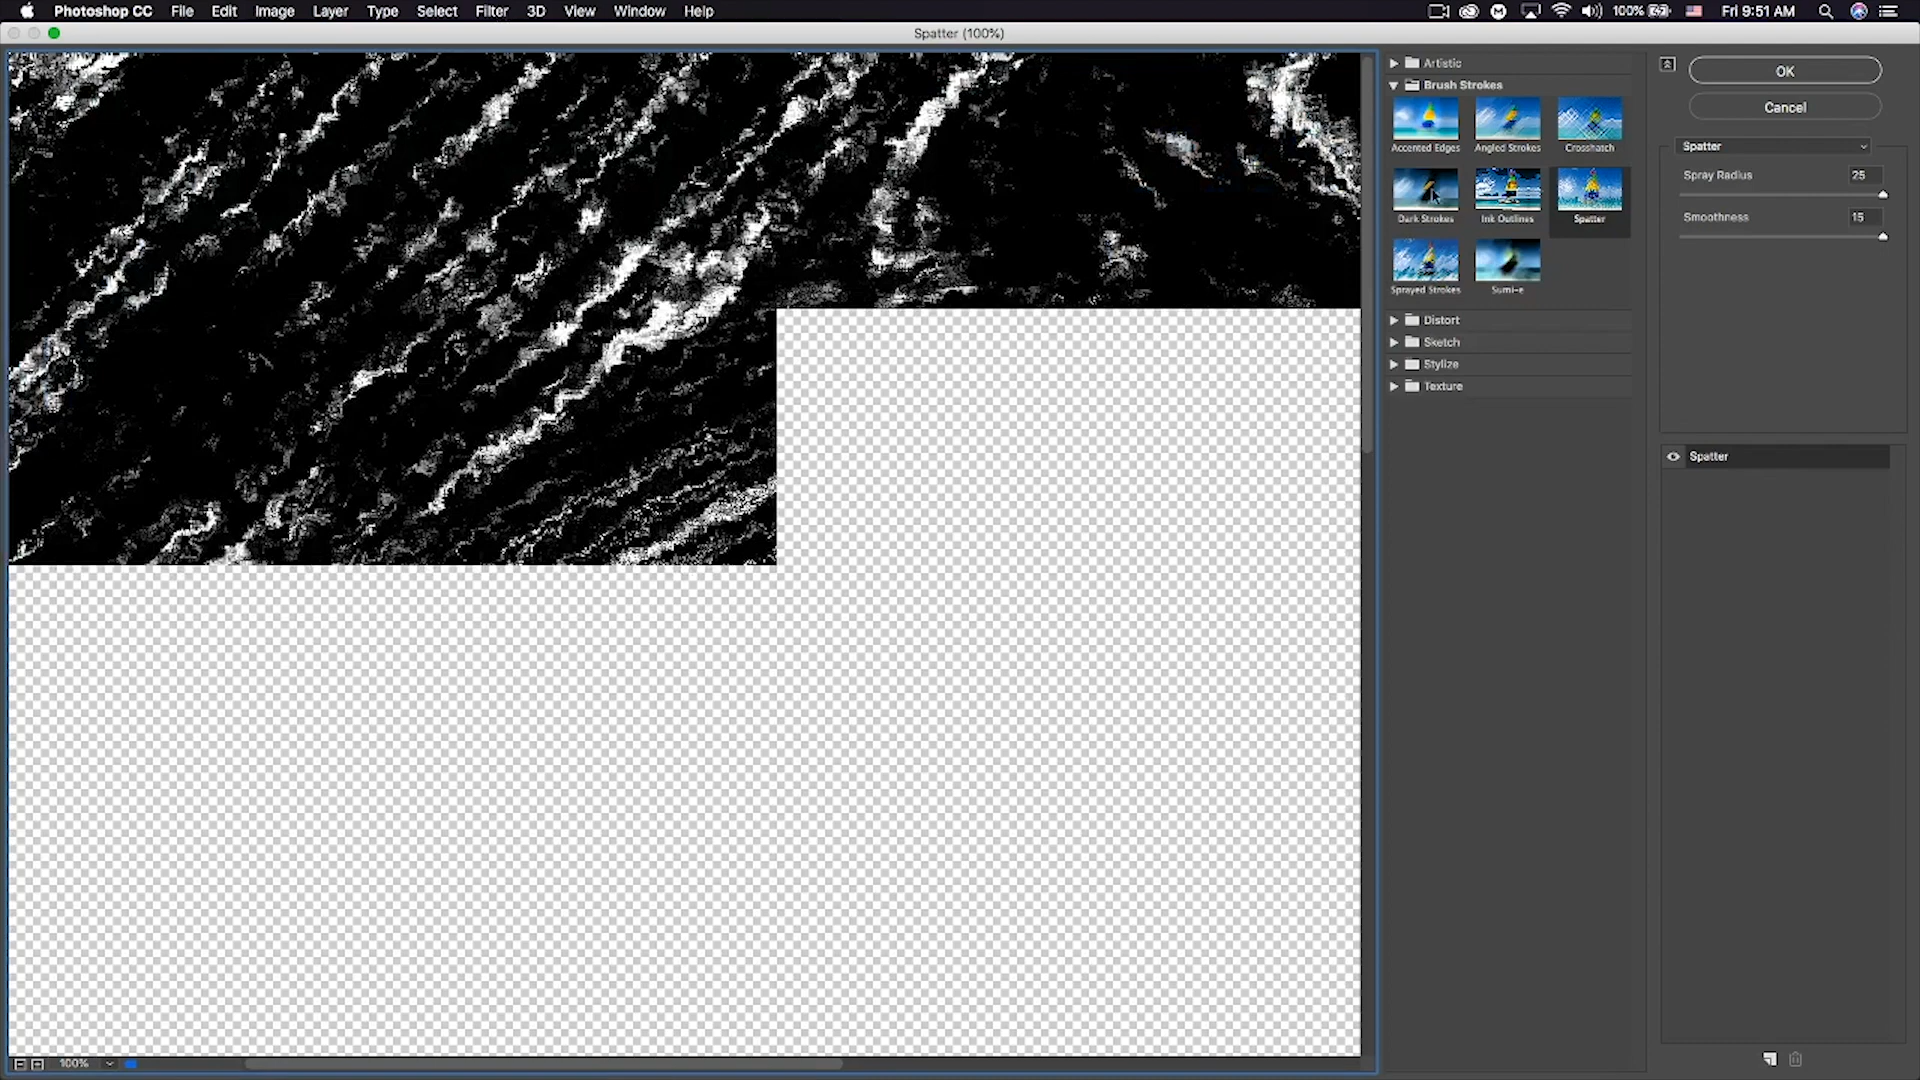 Photoshop CC File Edit Image Layer Type Select Filter 3D View Window Help 100% Fri 9:51 AM
Spatter (100%)
Artistic
Brush Strokes
Accented Edges Angled Strokes Crosshatch
Dark Strokes Ink Outlines Spatter
Sprayed Strokes Sumi-e
Distort
Sketch
Stylize
Texture
OK
Cancel
Spatter
Spray Radius 25
Smoothness 15
Spatter
100%